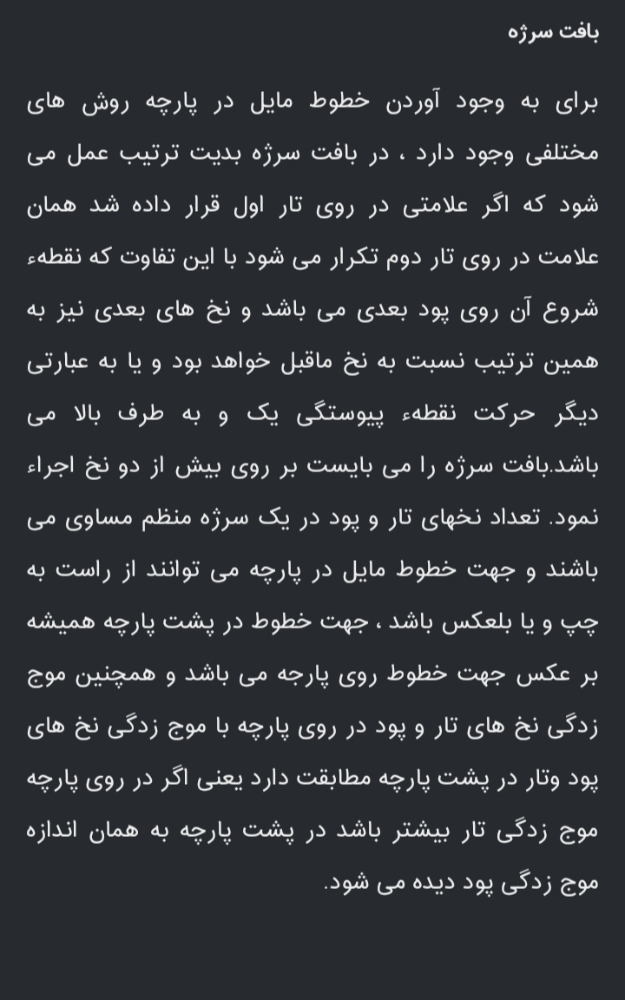 بافت سرژه
برای به وجود آوردن خطوط مایل در پارچه روش های
مختلفی وجود دارد ، در بافت سرژه بدیت ترتیب عمل می
شود که اگر علامتی در روی تار اول قرار داده شد همان
علامت در روی تار دوم تکرار می شود با این تفاوت که نقطهء
شروع آن روی پود بعدی می باشد و نخ های بعدی نیز به
همین ترتیب نسبت به نخ ماقبل خواهد بود و یا به عبارتی
دیگر حرکت نقطهء پیوستگی یک و به طرف بالا می
باشد.بافت سرژه را می بایست بر روی بیش از دو نخ اجراء
نمود. تعداد نخهای تار و پود در یک سرژه منظم مساوی می
باشند و جهت خطوط مایل در پارچه می توانند از راست به
چپ و یا بلعکس باشد ، جهت خطوط در پشت پارچه همیشه
بر عکس جهت خطوط روی پارجه می باشد و همچنین موج
زدگی نخ های تار و پود در روی پارچه با موج زدگی نخ های
پود وتار در پشت پارچه مطابقت دارد یعنی اگر در روی پارچه
موج زدگی تار بیشتر باشد در پشت پارچه به همان اندازه
موج زدگی پود دیده می شود.